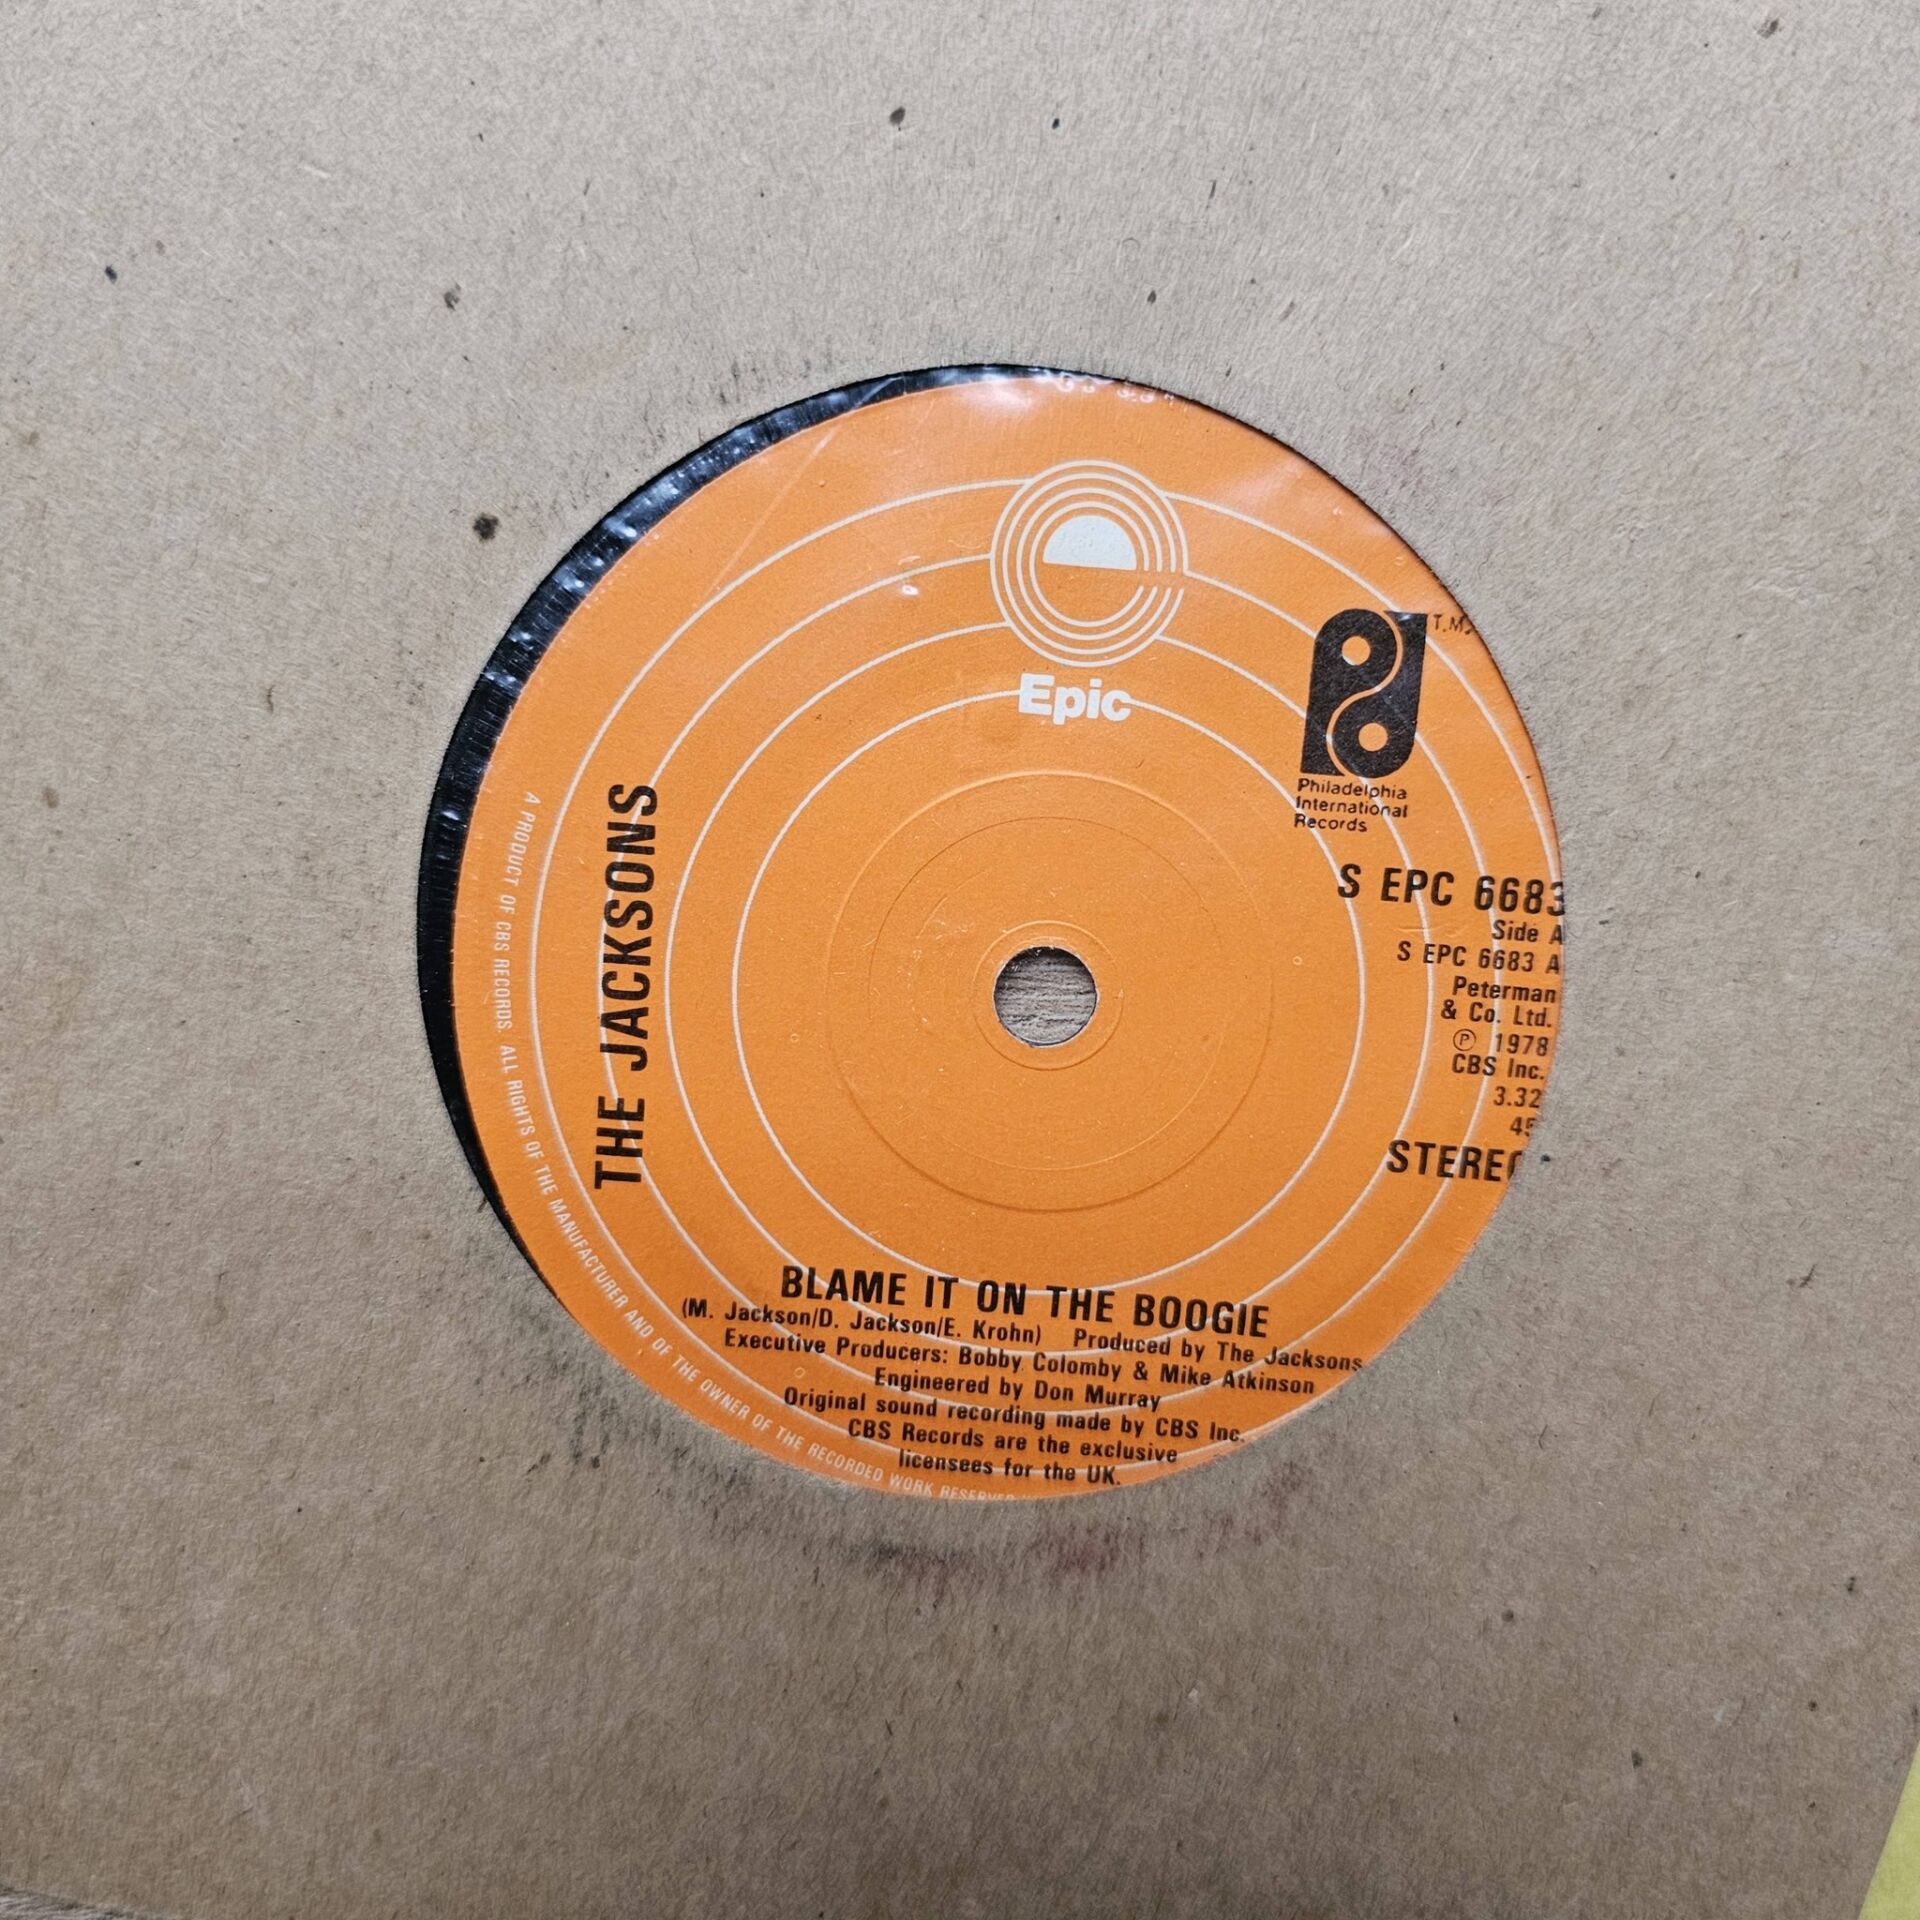 Epic
T.M.
Philadelphia
International
Records
THE JACKSONS
S EPC 6683
Side A
S EPC 6683 A
Peterman
& Co. Ltd.
℗ 1978
CBS Inc.
3.32
45
STEREO
BLAME IT ON THE BOOGIE
(M. Jackson/D. Jackson/E. Krohn) Produced by The Jacksons
Executive Producers: Bobby Colomby & Mike Atkinson
Engineered by Don Murray
Original sound recording made by CBS Inc.
CBS Records are the exclusive
licensees for the UK.
A PRODUCT OF CBS RECORDS. ALL RIGHTS OF THE MANUFACTURER AND OF THE OWNER OF THE RECORDED WORK RESERVED